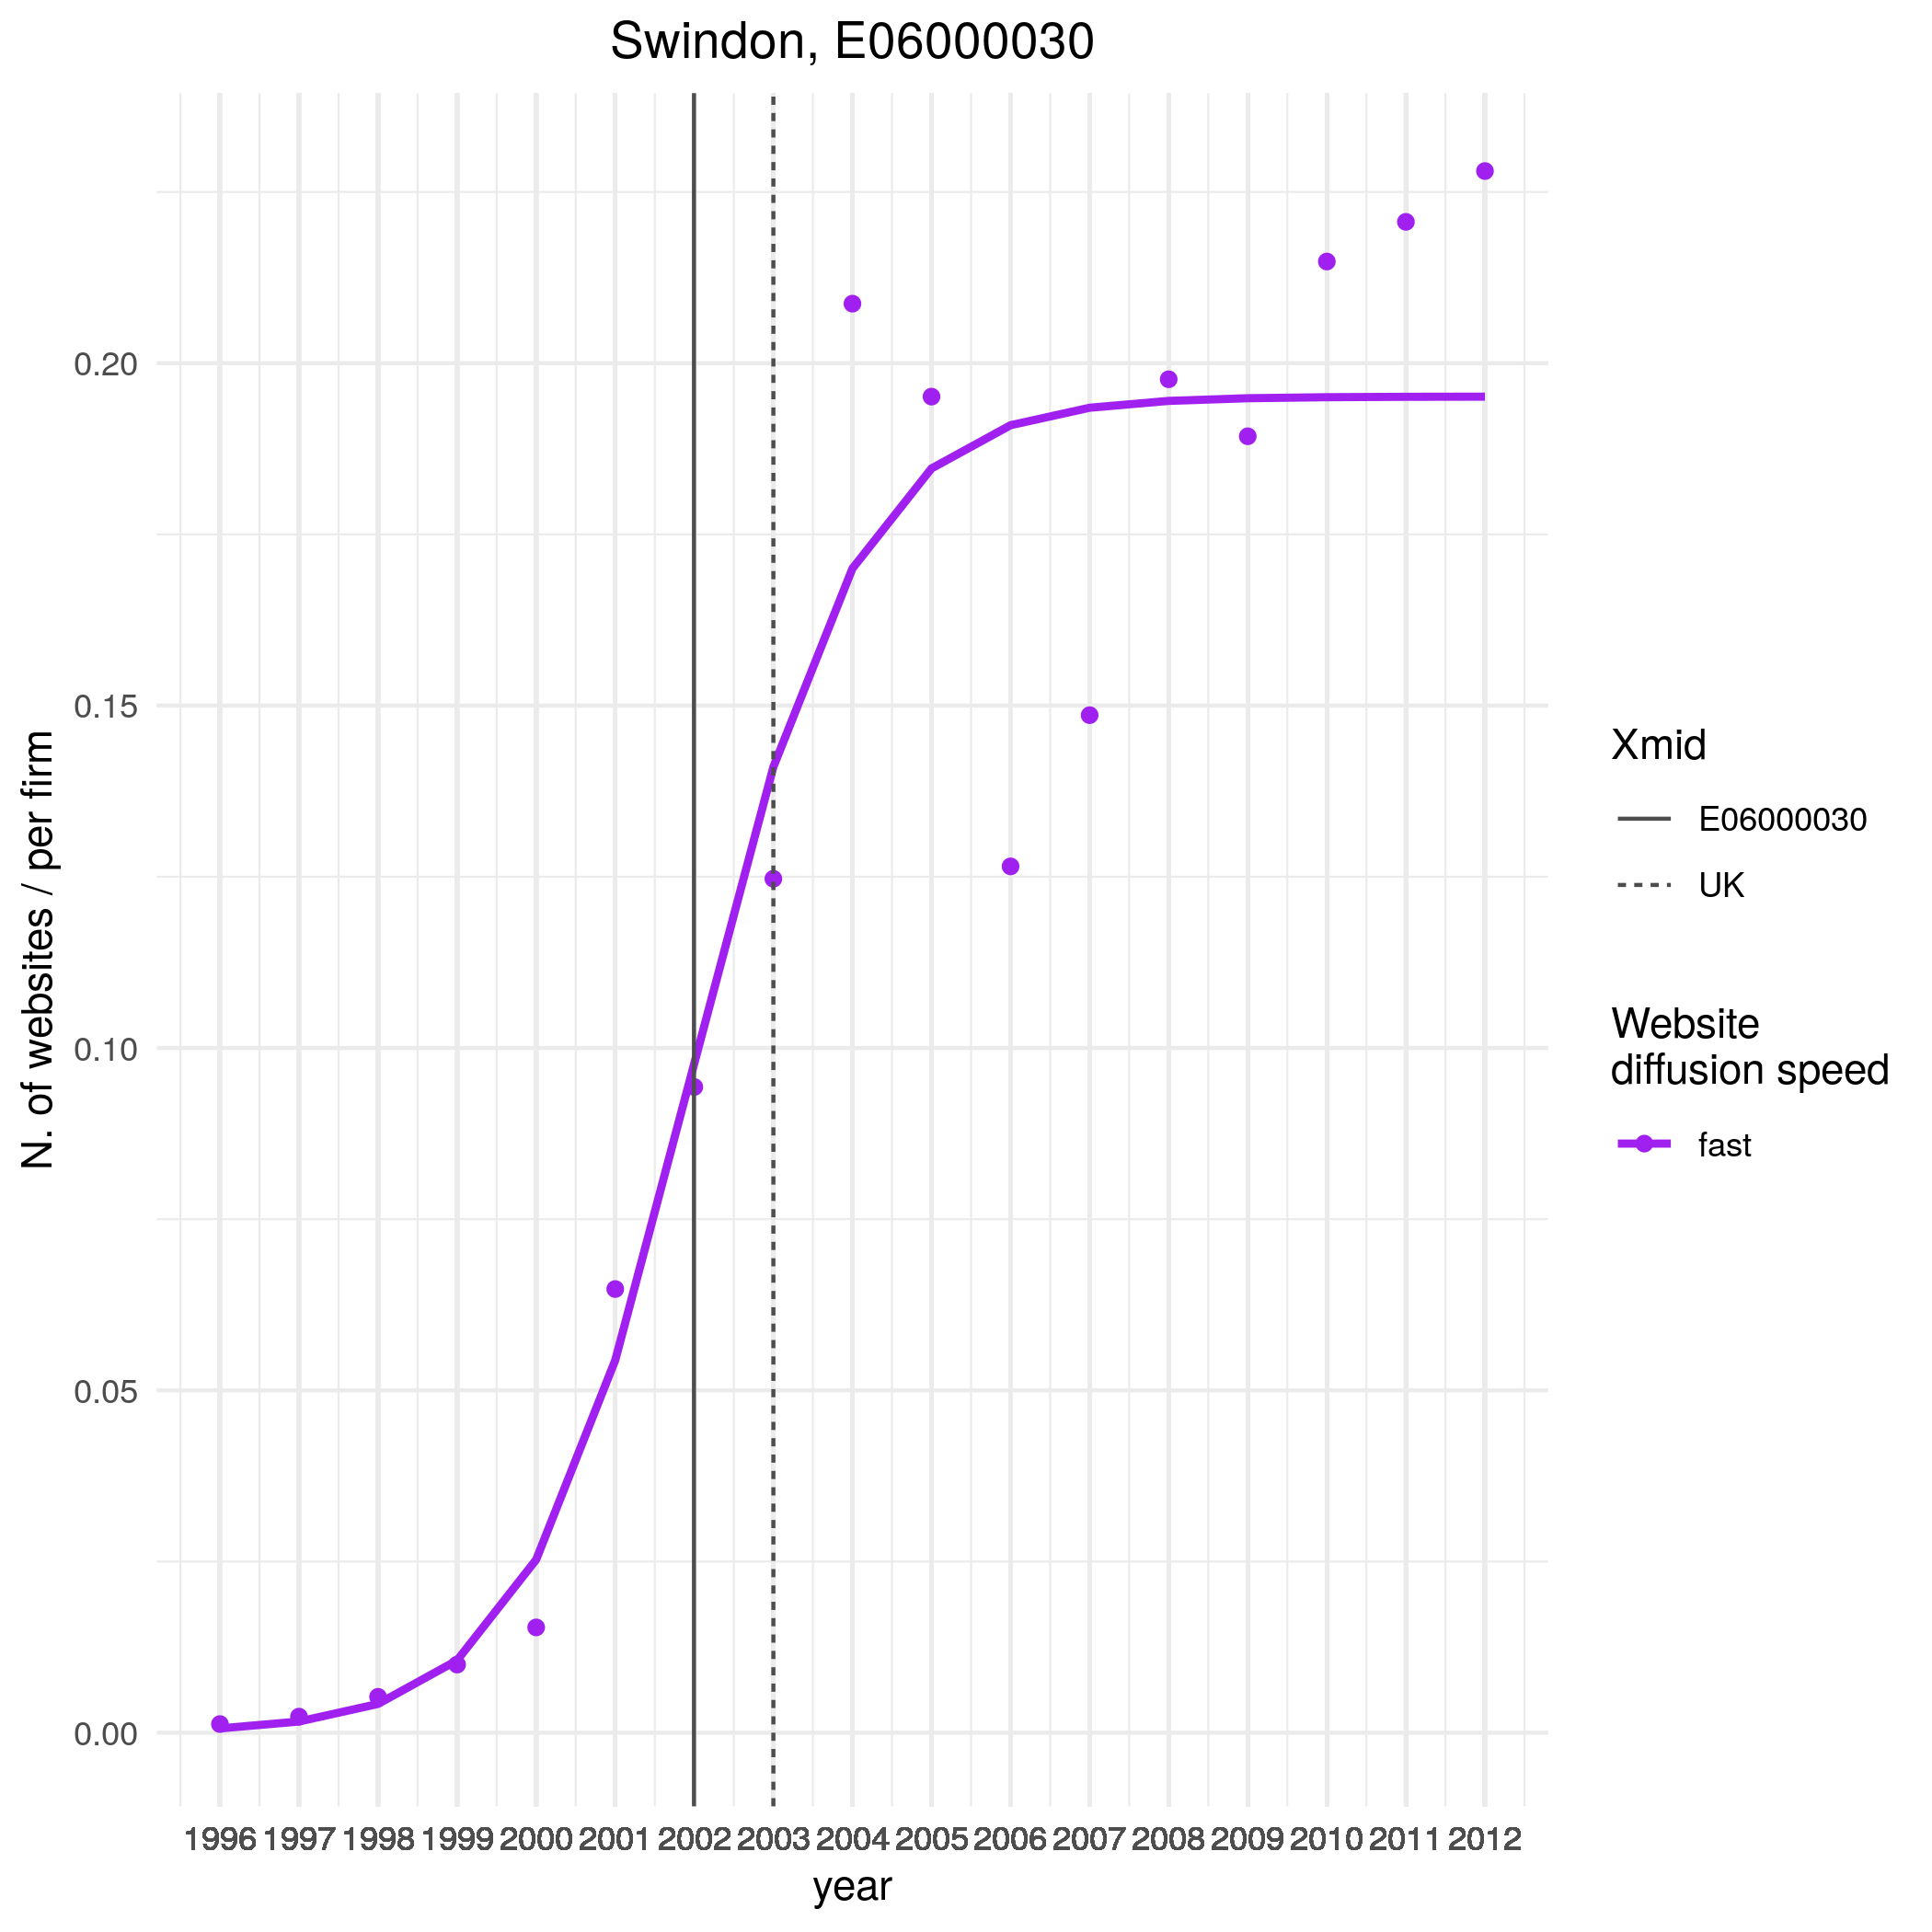 Swindon, E06000030
N. of websites / per firm
0.20
0.15
0.10
0.05
0.00
1996 1997 1998 1999 2000 2001 2002 2003 2004 2005 2006 2007 2008 2009 2010 2011 2012
year
Xmid
E06000030
UK
Website
diffusion speed
fast